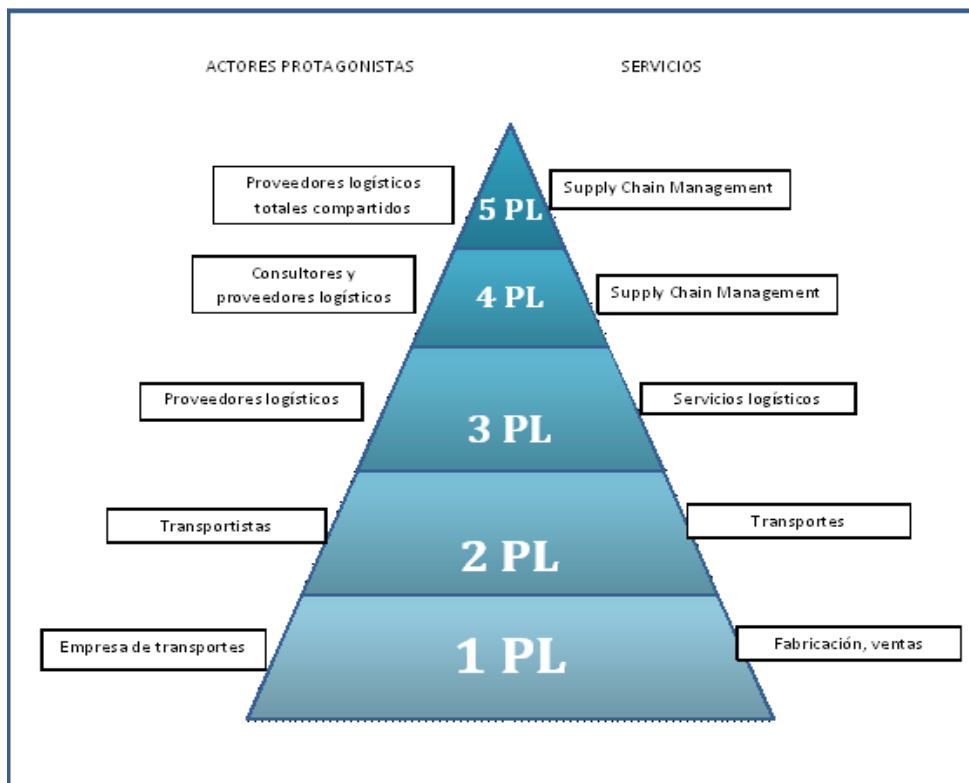 ACTORES PROTAGONISTAS
SERVICIOS
Proveedores logísticos
totales compartidos
5 PL
Supply Chain Management
Consultores y
proveedores logísticos
4 PL
Supply Chain Management
Proveedores logísticos
3 PL
Servicios logísticos
Transportistas
2 PL
Transportes
Empresa de transportes
1 PL
Fabricación, ventas